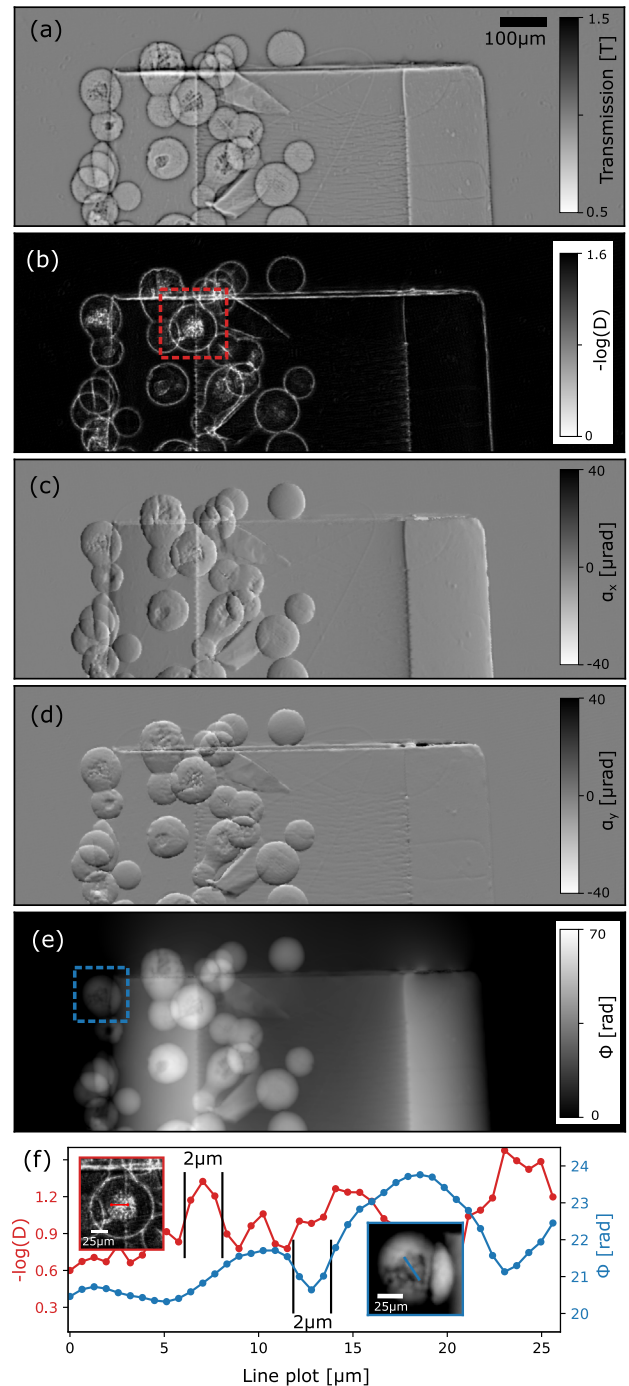 (a)
100µm
1.5
0.5
Transmission [T]
(b)
1.6
0
-log(D)
(c)
40
0
-40
αx [µrad]
(d)
40
0
-40
αy [µrad]
(e)
70
0
Φ [rad]
(f)
2µm
25µm
25µm
2µm
1.2
0.9
0.6
0.3
-log(D)
24
23
22
21
20
Φ [rad]
0 5 10 15 20 25
Line plot [µm]